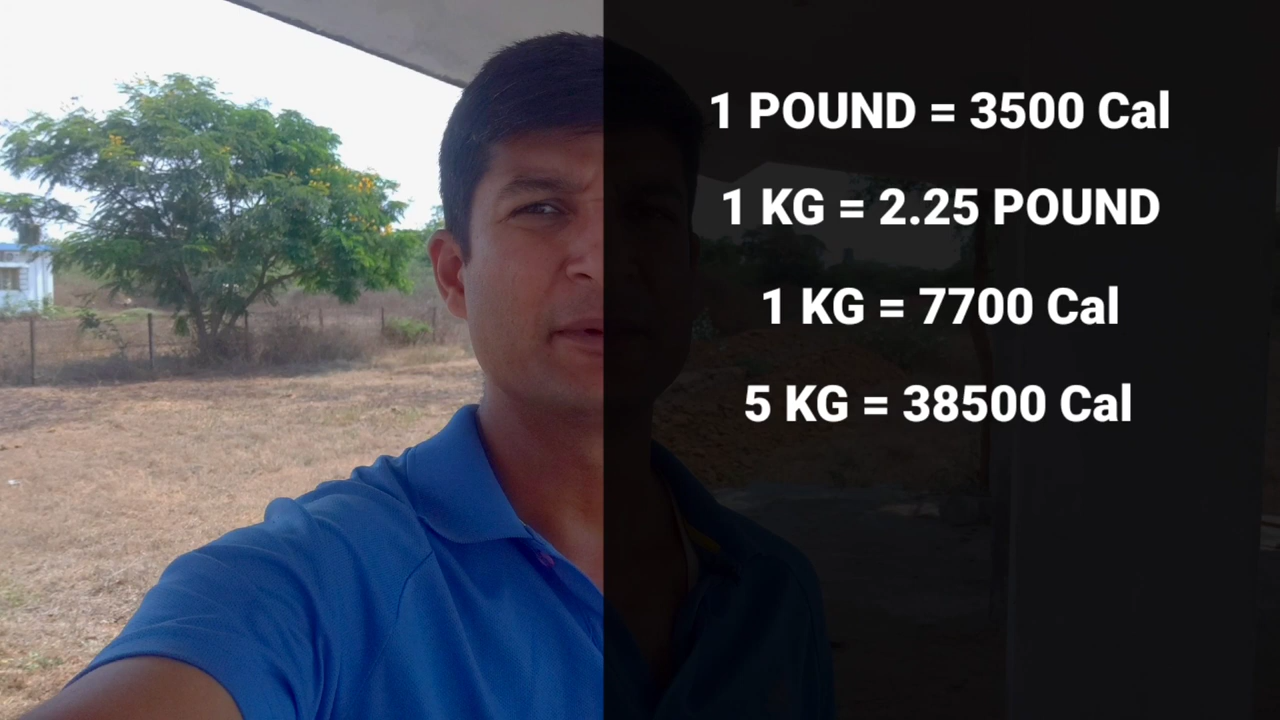 1 POUND = 3500 Cal
1 KG = 2.25 POUND
1 KG = 7700 Cal
5 KG = 38500 Cal